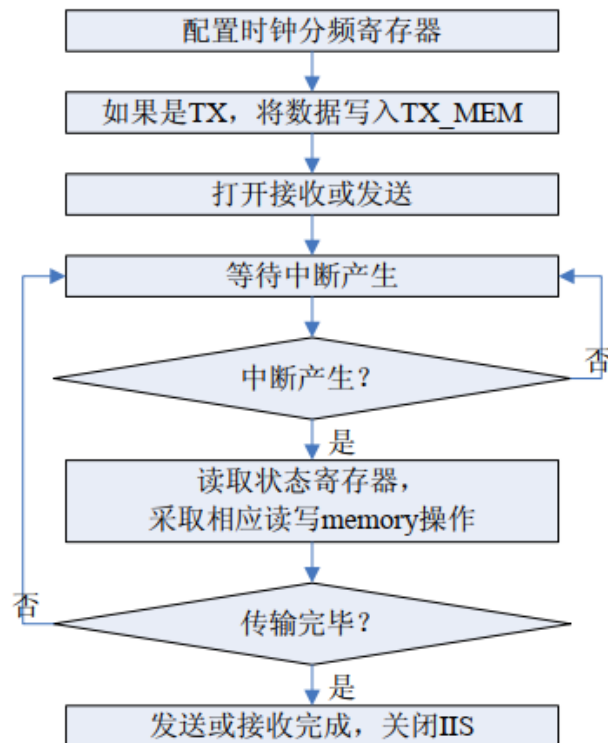 配置时钟分频寄存器
如果是TX，将数据写入TX_MEM
打开接收或发送
等待中断产生
中断产生？
否
是
读取状态寄存器，
采取相应读写memory操作
否
传输完毕？
是
发送或接收完成，关闭IIS